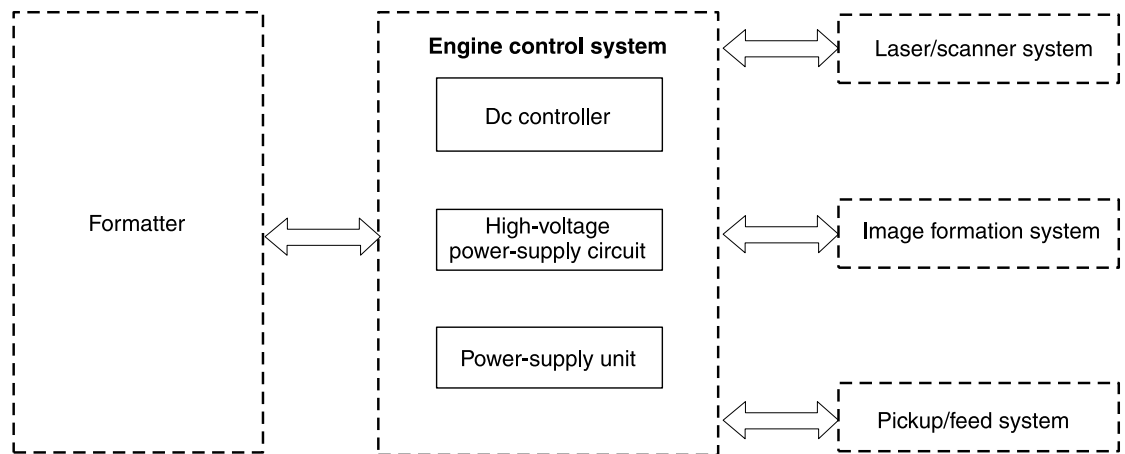 Formatter
Engine control system
Dc controller
High-voltage
power-supply circuit
Power-supply unit
Laser/scanner system
Image formation system
Pickup/feed system